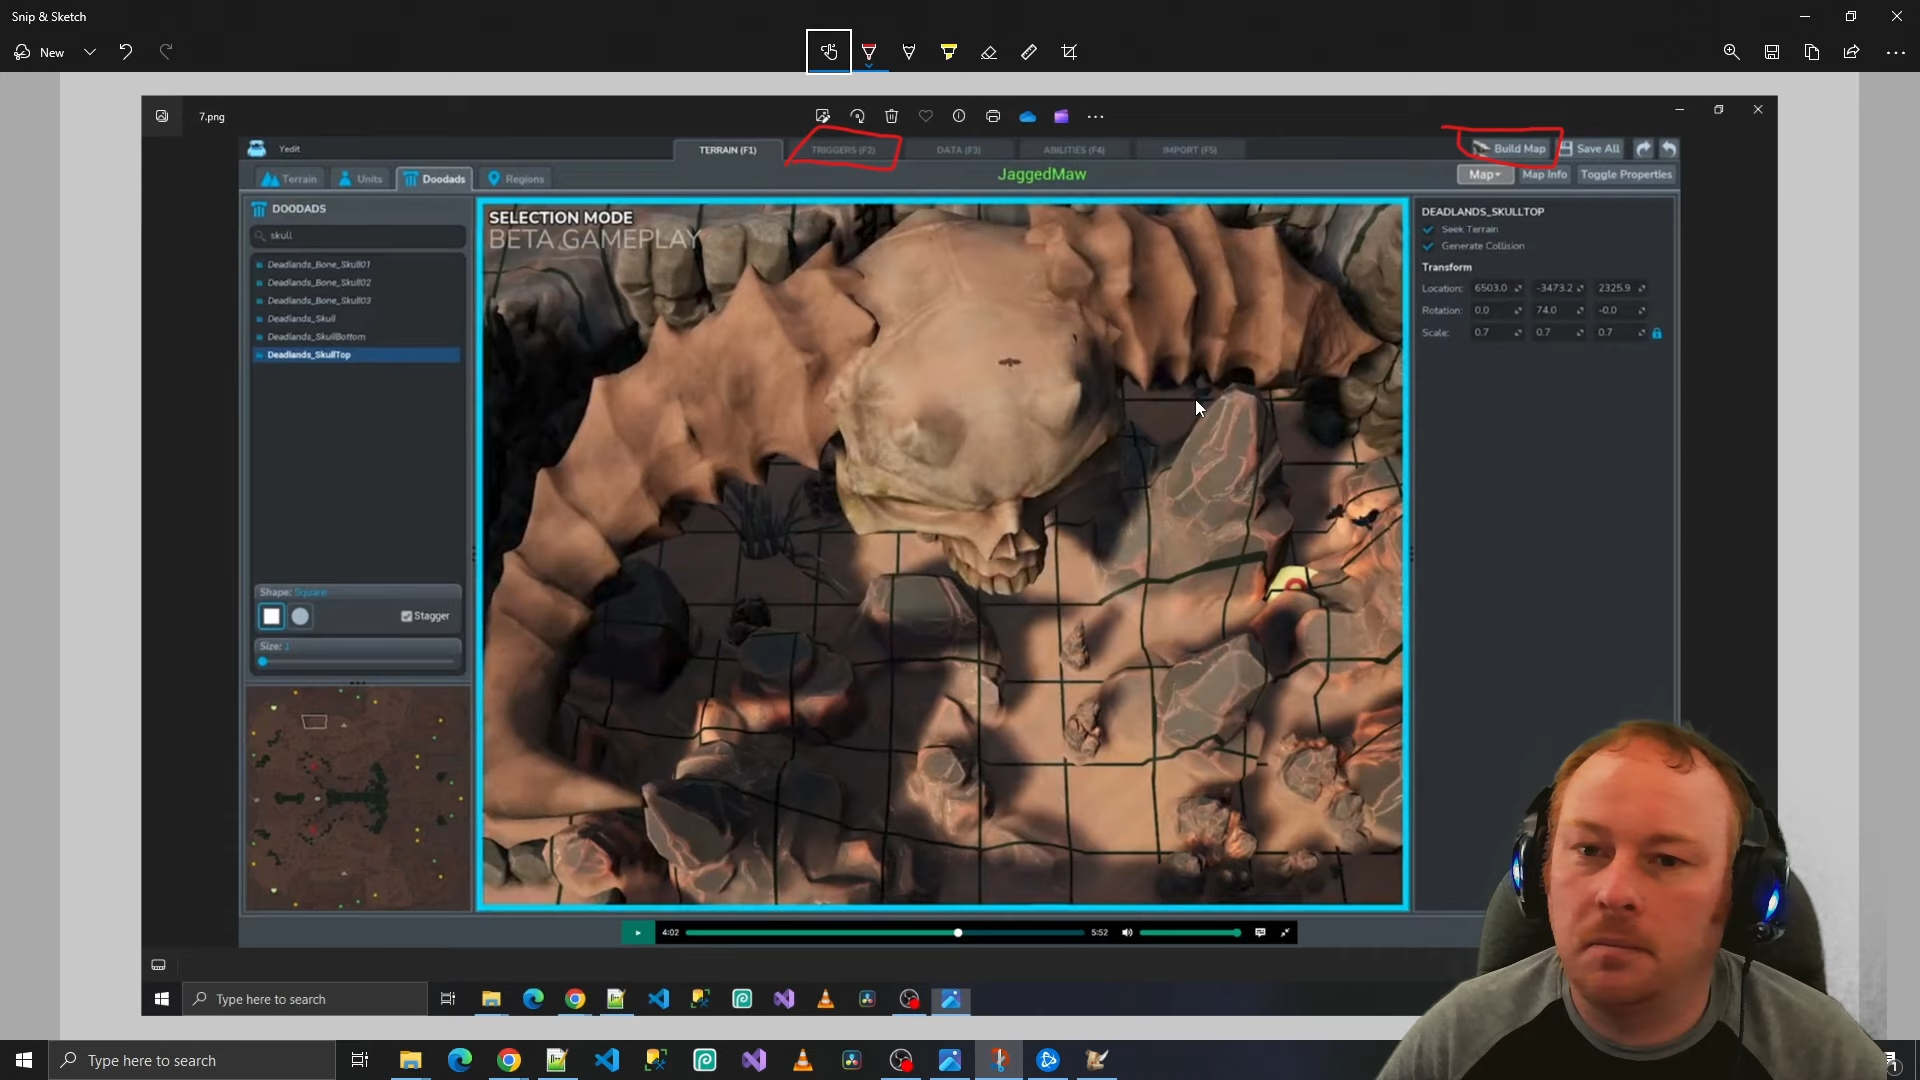 Snip & Sketch
New
7.png
Yedit
TERRAIN (F1)
TRIGGERS (F2)
DATA (F3)
ABILITIES (F4)
IMPORT (F5)
Build Map
Save All
Terrain
Units
Doodads
Regions
JaggedMaw
Map
Map Info
Toggle Properties
DOODADS
skull
Deadlands_Bone_Skull01
Deadlands_Bone_Skull02
Deadlands_Bone_Skull03
Deadlands_Skull
Deadlands_SkullBottom
Deadlands_SkullTop
SELECTION MODE
BETA GAMEPLAY
DEADLANDS_SKULLTOP
Seek Terrain
Generate Collision
Transform
Location: 6503.0 -3473.2 2325.9
Rotation: 0.0 74.0 -0.0
Scale: 0.7 0.7 0.7
Shape: Square
Stagger
Size: 1
4:02
5:52
Type here to search
Type here to search
1